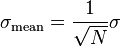 σ_mean = 1/√N σ